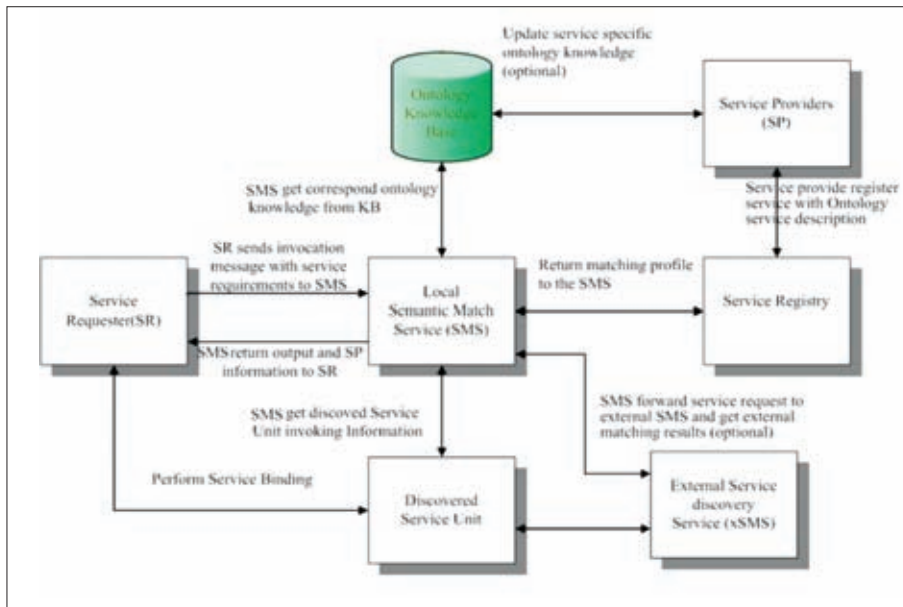 Update service specific
ontology knowledge
(optional)
Ontology
Knowledge
Base
Service Providers
(SP)
SMS get correspond ontology
knowledge from KB
Service provide register
service with Ontology
service description
SR sends invocation
message with service
requirements to SMS
Return matching profile
to the SMS
Service
Requester(SR)
Local
Semantic Match
Service (SMS)
Service Registry
SMS return output and SP
information to SR
SMS get discoved Service
Unit invoking Information
SMS forward service request to
external SMS and get external
matching results (optional)
Perform Service Binding
Discovered
Service Unit
External Service
discovery
Service (xSMS)